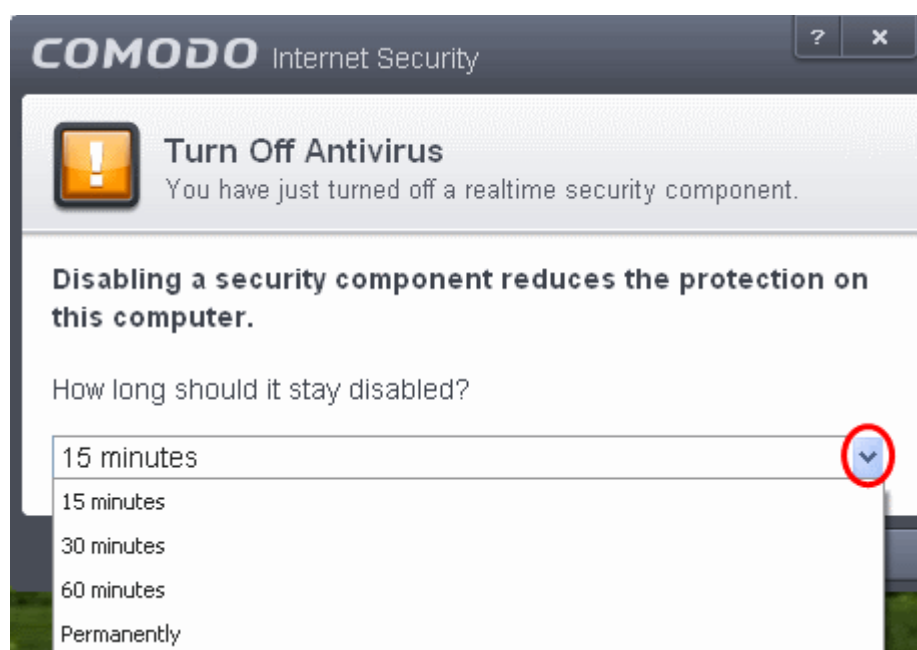 COMODO Internet Security
? x
!
Turn Off Antivirus
You have just turned off a realtime security component.
Disabling a security component reduces the protection on
this computer.
How long should it stay disabled?
15 minutes
15 minutes
30 minutes
60 minutes
Permanently